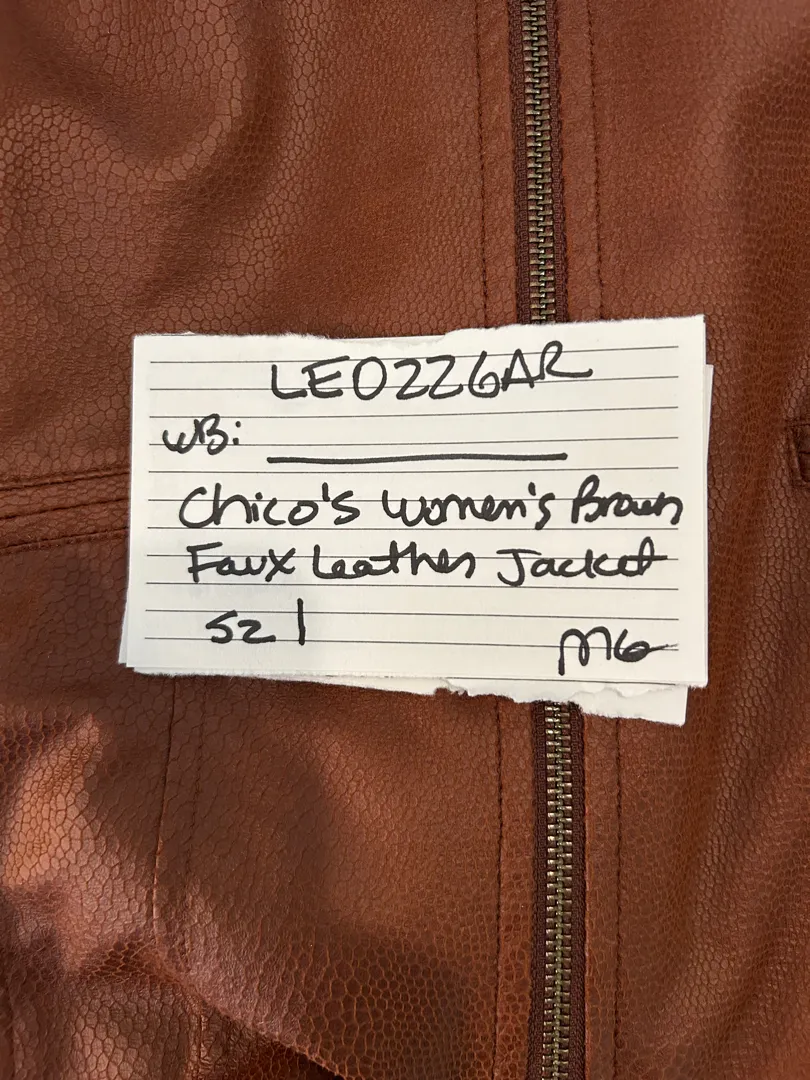 LE0226AR
WB: 
Chico's Women's Brown
Faux Leather Jacket
SZ 1
MG